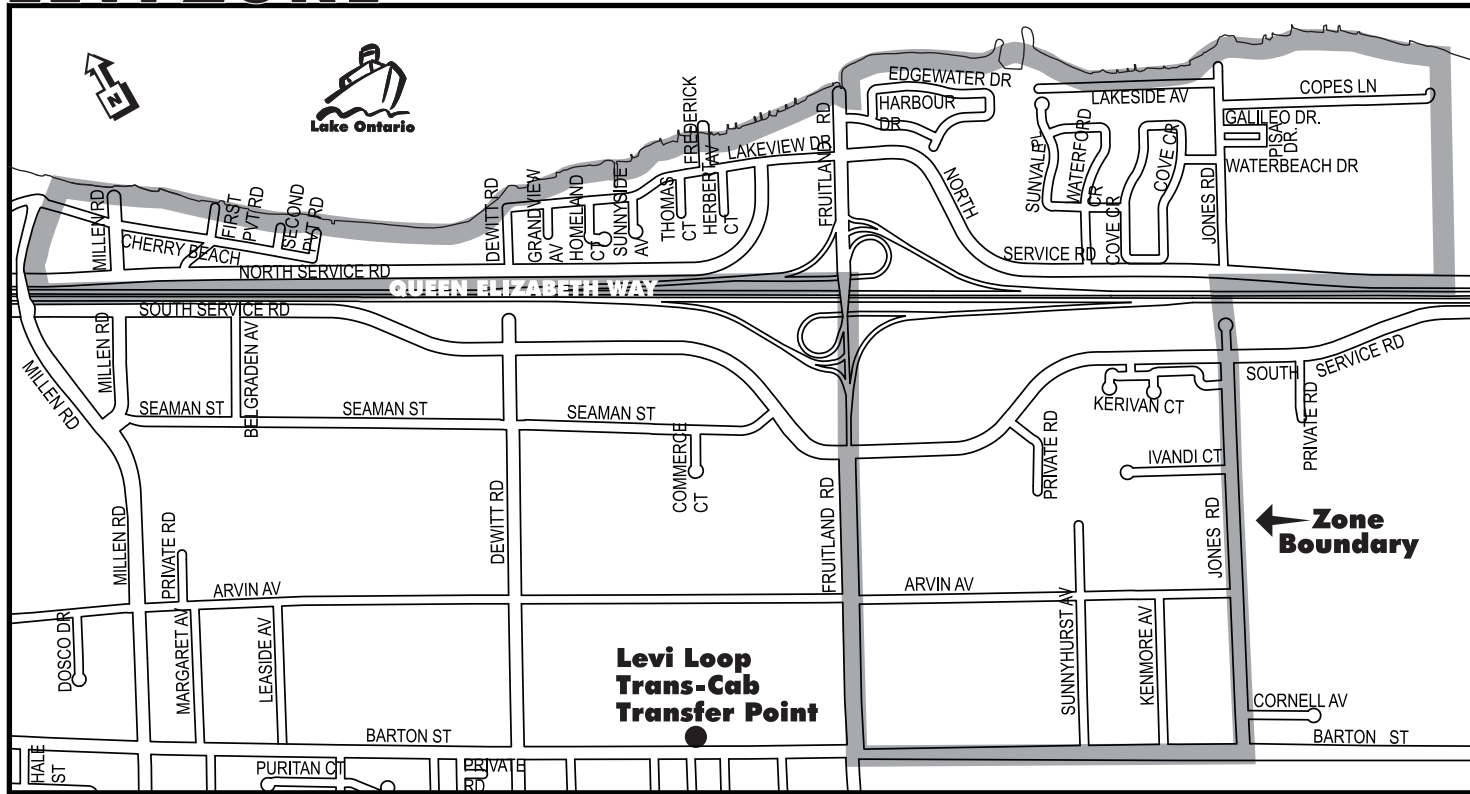 LEVI ZONE
N
Lake Ontario
EDGEWATER DR
HARBOUR
DR
LAKESIDE AV
COPES LN
GALILEO DR.
PISA
DR.
WATERBEACH DR
FREDERICK
AV
LAKEVIEW DR
FRUITLAND RD
NORTH
SERVICE RD
SUNVALE PL
WATERFORD
CR
COVE CR
COVE CR
JONES RD
MILLEN RD
FIRST
PVT RD
SECOND
PVT RD
CHERRY BEACH
DEWITT RD
GRANDVIEW
AV
HOMELAND
CT
SUNNYSIDE
AV
THOMAS
CT
HERBERT
CT
NORTH SERVICE RD
QUEEN ELIZABETH WAY
SOUTH SERVICE RD
MILLEN RD
MILLEN RD
BELGRADEN AV
SEAMAN ST
SEAMAN ST
SEAMAN ST
COMMERCE
CT
SOUTH
SERVICE RD
KERIVAN CT
PRIVATE RD
PRIVATE RD
IVANDI CT
MILLEN RD
PRIVATE RD
DEWITT RD
FRUITLAND RD
JONES RD
Zone
Boundary
ARVIN AV
ARVIN AV
DOSCO DR
MARGARET AV
LEASIDE AV
SUNNYHURST AV
KENMORE AV
Levi Loop
Trans-Cab
Transfer Point
CORNELL AV
BARTON ST
BARTON ST
HALE
ST
PURITAN CT
PRIVATE
RD